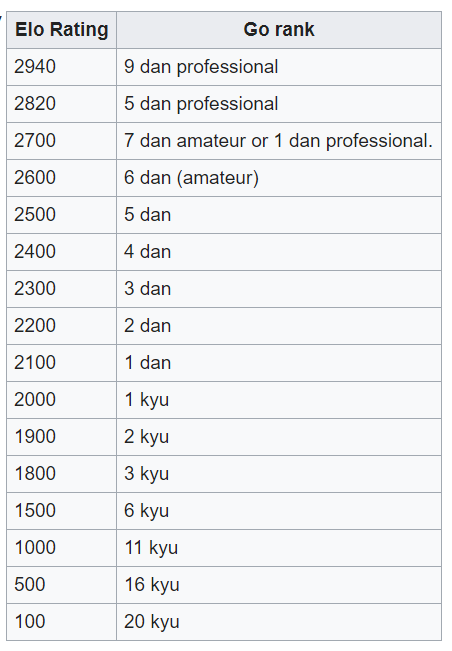 Elo Rating Go rank
2940 9 dan professional
2820 5 dan professional
2700 7 dan amateur or 1 dan professional.
2600 6 dan (amateur)
2500 5 dan
2400 4 dan
2300 3 dan
2200 2 dan
2100 1 dan
2000 1 kyu
1900 2 kyu
1800 3 kyu
1500 6 kyu
1000 11 kyu
500 16 kyu
100 20 kyu